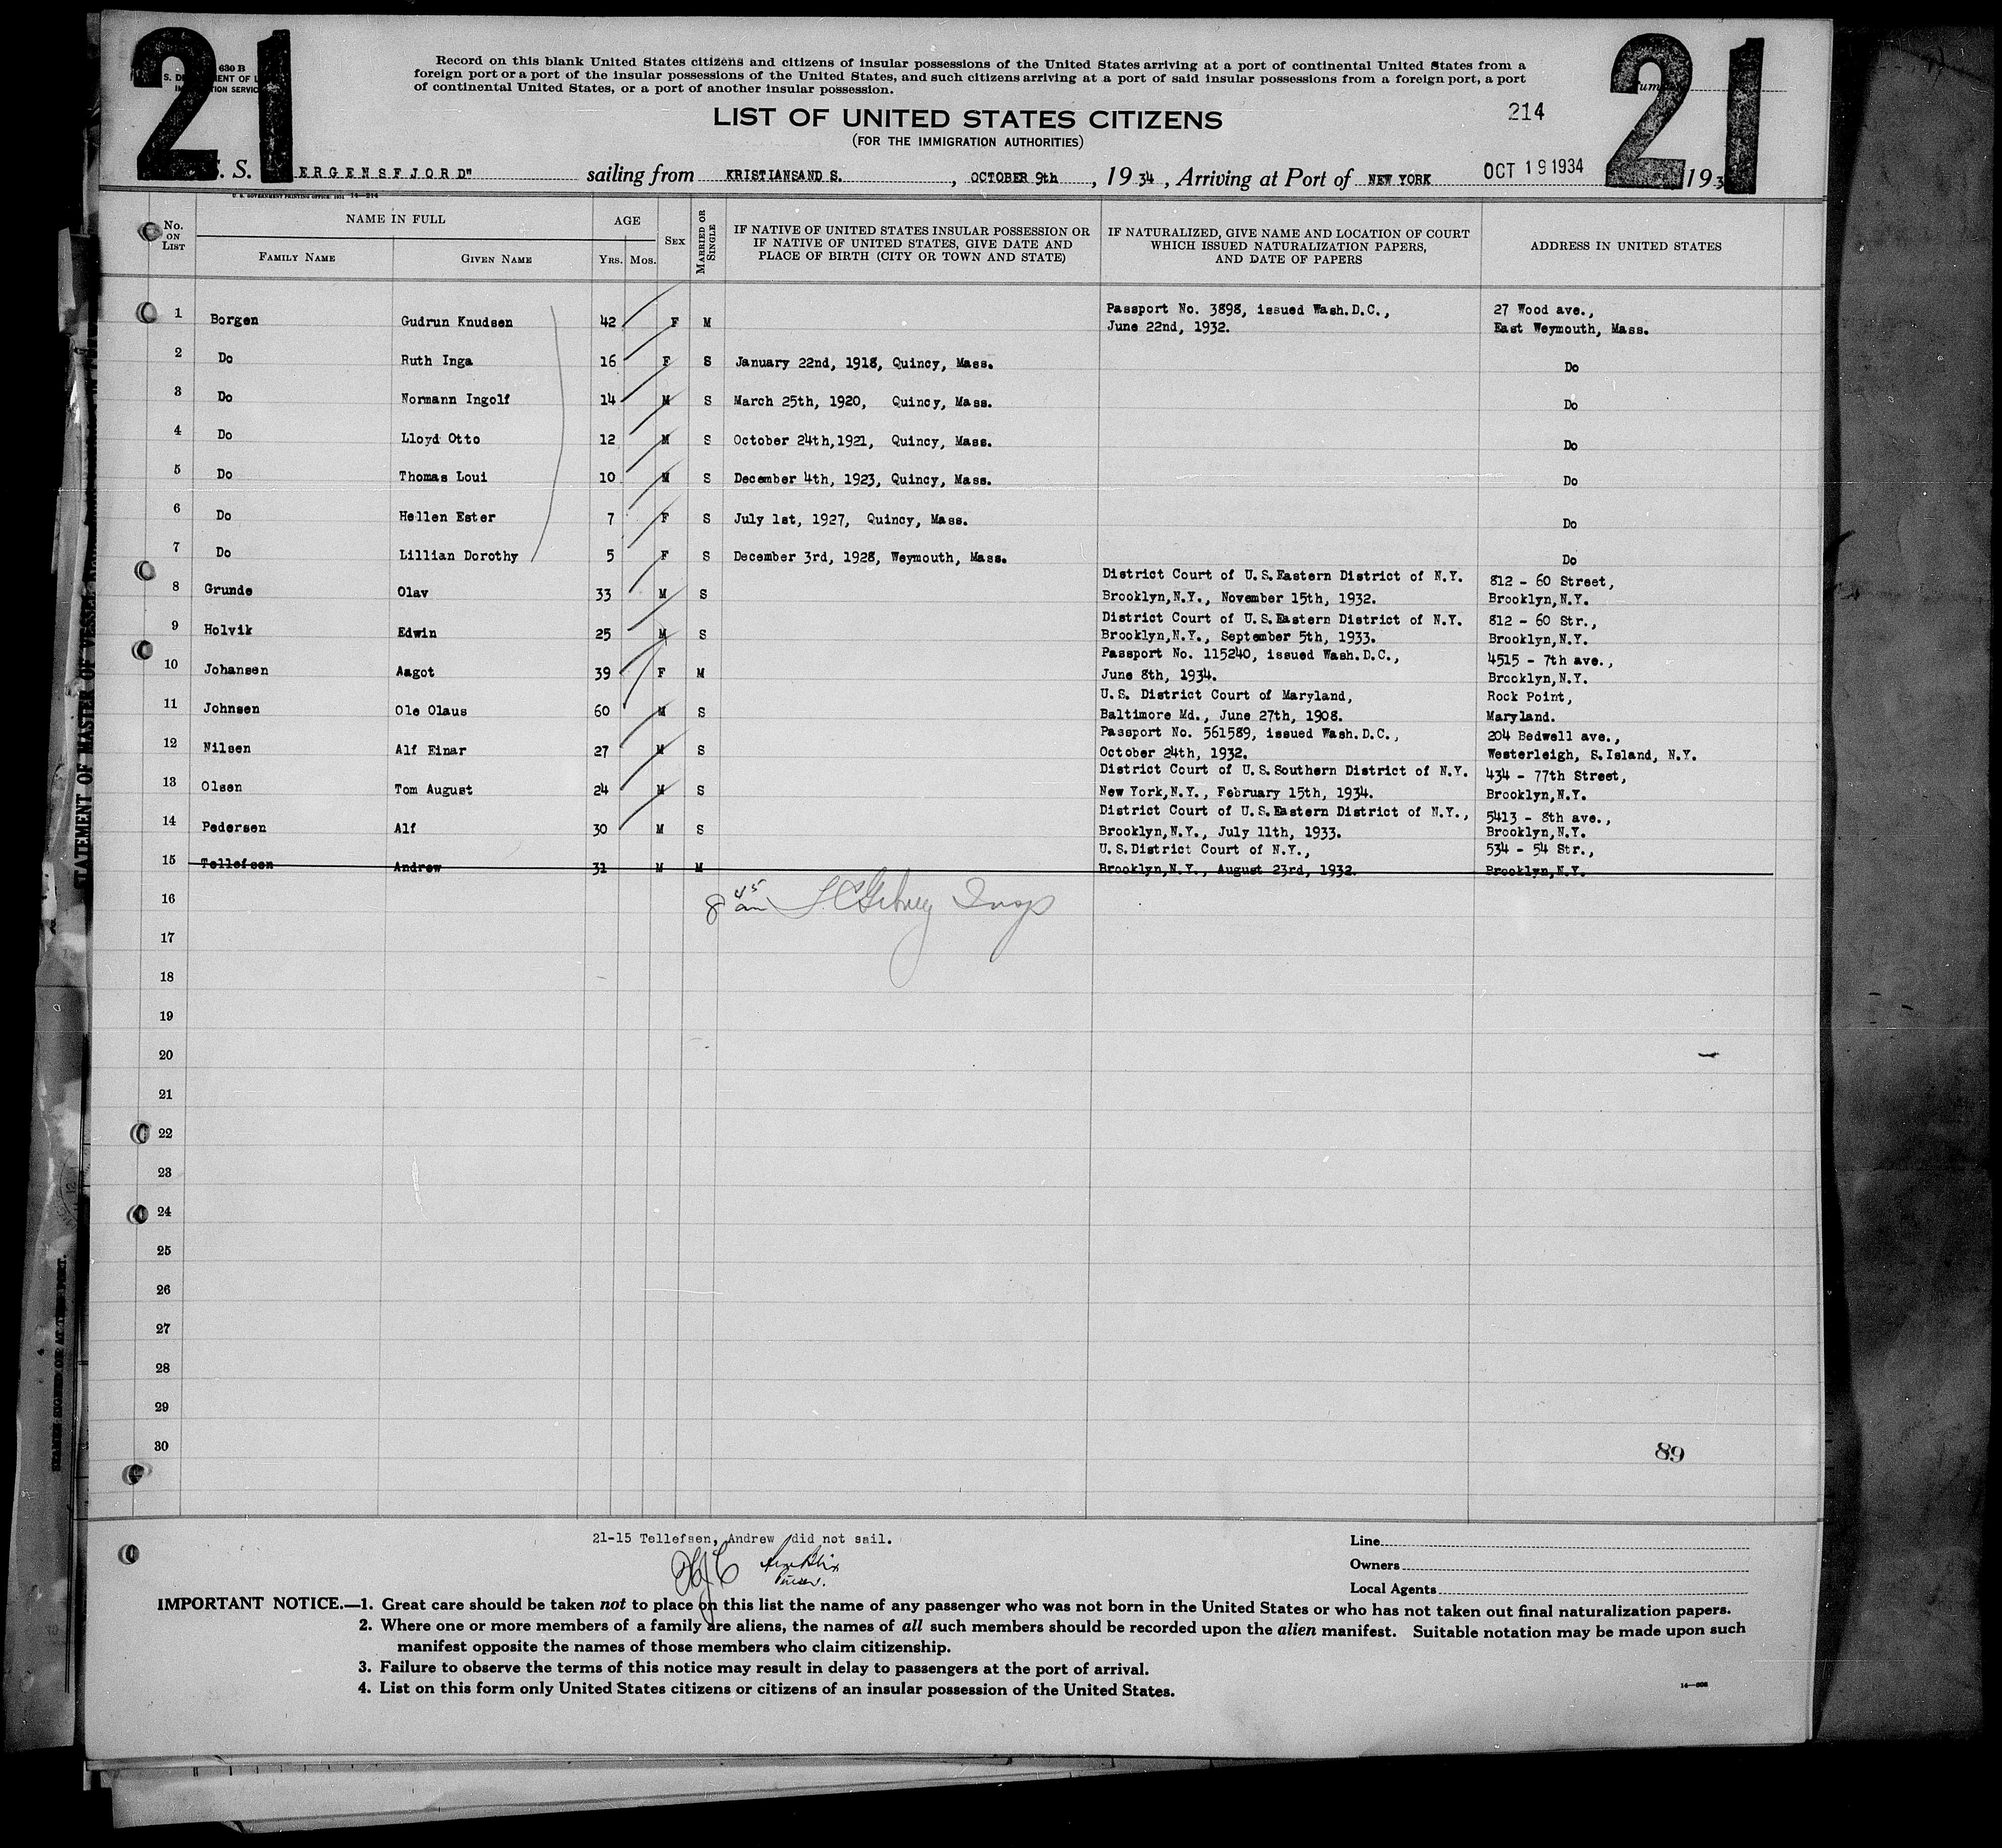 21
21
630 B
Record on this blank United States citizens and citizens of insular possessions of the United States arriving at a port of continental United States from a
foreign port or a port of the insular possessions of the United States, and such citizens arriving at a port of said insular possessions from a foreign port, a port
of continental United States, or a port of another insular possession.
214
LIST OF UNITED STATES CITIZENS
(FOR THE IMMIGRATION AUTHORITIES)
S. S. ERGENSFJORD" sailing from KRISTIANSAND S. , OCTOBER 9th , 1934 , Arriving at Port of NEW YORK OCT 19 1934 193
U. S. GOVERNMENT PRINTING OFFICE: 1931 14—214
No. ON LIST
NAME IN FULL
FAMILY NAME GIVEN NAME
AGE
YRS. MOS.
SEX
MARRIED OR SINGLE
IF NATIVE OF UNITED STATES INSULAR POSSESSION OR
IF NATIVE OF UNITED STATES, GIVE DATE AND
PLACE OF BIRTH (CITY OR TOWN AND STATE)
IF NATURALIZED, GIVE NAME AND LOCATION OF COURT
WHICH ISSUED NATURALIZATION PAPERS,
AND DATE OF PAPERS
ADDRESS IN UNITED STATES
1 Borgen Gudrun Knudsen 42 F M Passport No. 3898, issued Wash.D.C., 27 Wood ave.,
June 22nd, 1932. East Weymouth, Mass.
2 Do Ruth Inga 16 F S January 22nd, 1918, Quincy, Mass. Do
3 Do Normann Ingolf 14 M S March 25th, 1920, Quincy, Mass. Do
4 Do Lloyd Otto 12 M S October 24th,1921, Quincy, Mass. Do
5 Do Thomas Loui 10 M S December 4th, 1923, Quincy, Mass. Do
6 Do Hellen Ester 7 F S July 1st, 1927, Quincy, Mass. Do
7 Do Lillian Dorothy 5 F S December 3rd, 1928, Weymouth, Mass. Do
8 Grunde Olav 33 M S District Court of U.S.Eastern District of N.Y. 812 - 60 Street,
Brooklyn,N.Y., November 15th, 1932. Brooklyn,N.Y.
9 Holvik Edwin 25 M S District Court of U.S.Eastern District of N.Y. 812 - 60 Str.,
Brooklyn,N.Y., September 5th, 1933. Brooklyn,N.Y.
10 Johansen Aagot 39 F M Passport No. 115240, issued Wash.D.C., 4515 - 7th ave.,
June 8th, 1934. Brooklyn,N.Y.
11 Johnsen Ole Olaus 60 M S U.S. District Court of Maryland, Rock Point,
Baltimore Md., June 27th, 1908. Maryland.
12 Nilsen Alf Einar 27 M S Passport No. 561589, issued Wash.D.C., 204 Bedwell ave.,
October 24th, 1932. Westerleigh, S.Island, N.Y.
13 Olsen Tom August 24 M S District Court of U.S.Southern District of N.Y. 434 - 77th Street,
New York,N.Y., February 15th, 1934. Brooklyn,N.Y.
14 Pedersen Alf 30 M S District Court of U.S.Eastern District of N.Y., 5413 - 8th ave.,
Brooklyn,N.Y., July 11th, 1933. Brooklyn,N.Y.
15 Tellefsen Andrew 31 M M U.S.District Court of N.Y., 534 - 54 Str.,
Brooklyn,N.Y., August 23rd, 1932. Brooklyn,N.Y.
16 8 45 am
17
18
19
20
21
22
23
24
25
26
27
28
29
30
89
21-15 Tellefsen, Andrew did not sail.
Line
Owners
Local Agents
IMPORTANT NOTICE.—1. Great care should be taken not to place on this list the name of any passenger who was not born in the United States or who has not taken out final naturalization papers.
2. Where one or more members of a family are aliens, the names of all such members should be recorded upon the alien manifest. Suitable notation may be made upon such
manifest opposite the names of those members who claim citizenship.
3. Failure to observe the terms of this notice may result in delay to passengers at the port of arrival.
4. List on this form only United States citizens or citizens of an insular possession of the United States.